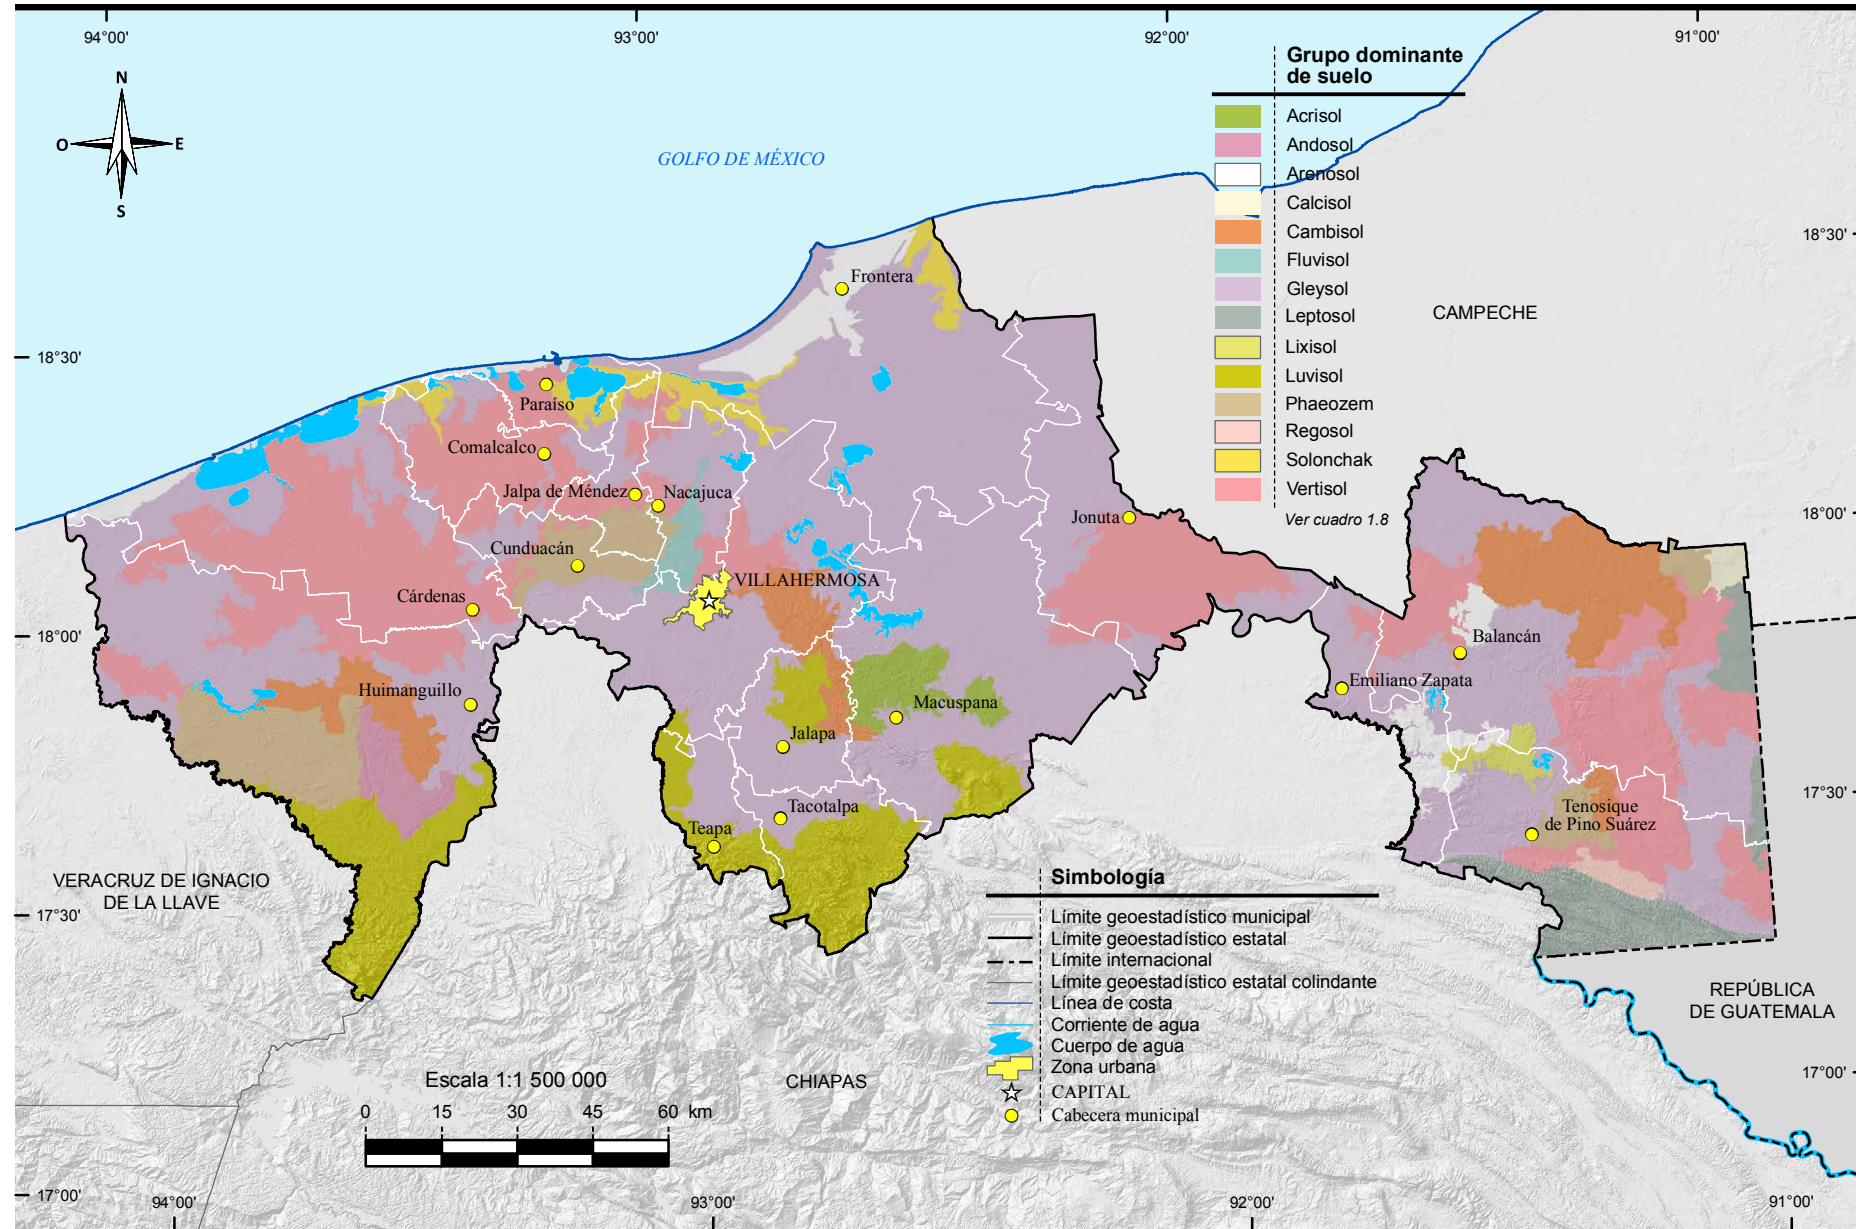 94°00'
93°00'
92°00'
91°00'
N
O
E
S
GOLFO DE MÉXICO
Grupo dominante
de suelo
Acrisol
Andosol
Arenosol
Calcisol
Cambisol
Fluvisol
Gleysol
Leptosol
Lixisol
Luvisol
Phaeozem
Regosol
Solonchak
Vertisol
Ver cuadro 1.8
18°30'
18°30'
CAMPECHE
Frontera
Paraíso
Comalcalco
Jalpa de Méndez
Nacajuca
Jonuta
18°00'
Cunduacán
VILLAHERMOSA
Cárdenas
18°00'
Balancán
Huimanguillo
Emiliano Zapata
Macuspana
Jalapa
17°30'
Tacotalpa
Teapa
Tenosique
de Pino Suárez
VERACRUZ DE IGNACIO
DE LA LLAVE
17°30'
Simbología
Límite geoestadístico municipal
Límite geoestadístico estatal
Límite internacional
Límite geoestadístico estatal colindante
Línea de costa
Corriente de agua
Cuerpo de agua
Zona urbana
CAPITAL
Cabecera municipal
REPÚBLICA
DE GUATEMALA
17°00'
CHIAPAS
Escala 1:1 500 000
0 15 30 45 60 km
17°00'
94°00'
93°00'
92°00'
91°00'